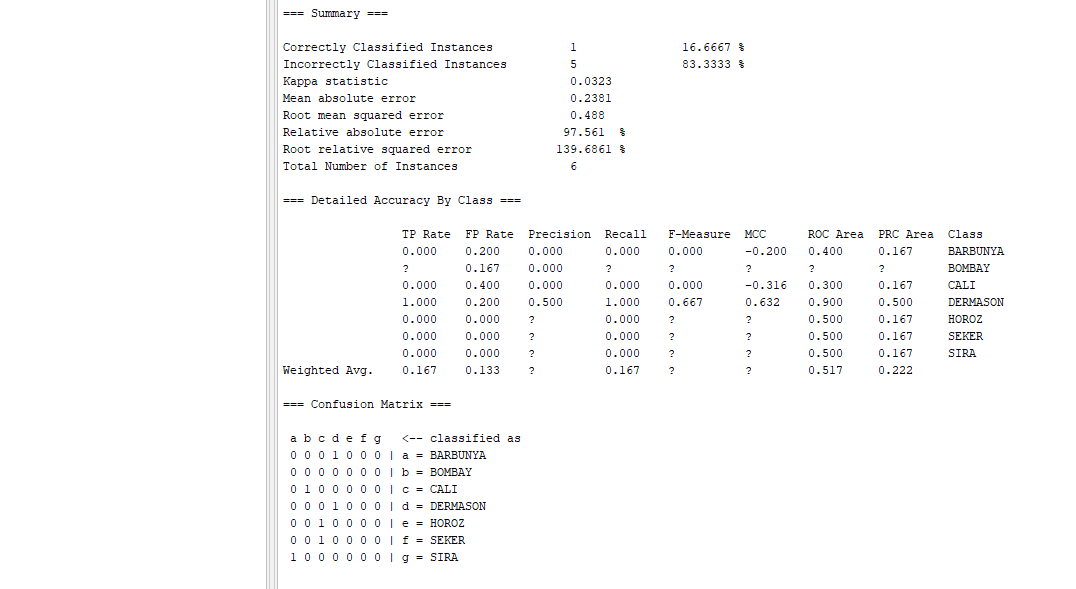 === Summary ===
Correctly Classified Instances 1 16.6667 %
Incorrectly Classified Instances 5 83.3333 %
Kappa statistic 0.0323
Mean absolute error 0.2381
Root mean squared error 0.488
Relative absolute error 97.561 %
Root relative squared error 139.6861 %
Total Number of Instances 6
=== Detailed Accuracy By Class ===
TP Rate FP Rate Precision Recall F-Measure MCC ROC Area PRC Area Class
0.000 0.200 0.000 0.000 0.000 -0.200 0.400 0.167 BARBUNYA
? 0.167 0.000 ? ? ? ? ? BOMBAY
0.000 0.400 0.000 0.000 0.000 -0.316 0.300 0.167 CALI
1.000 0.200 0.500 1.000 0.667 0.632 0.900 0.500 DERMASON
0.000 0.000 ? 0.000 ? ? 0.500 0.167 HOROZ
0.000 0.000 ? 0.000 ? ? 0.500 0.167 SEKER
0.000 0.000 ? 0.000 ? ? 0.500 0.167 SIRA
Weighted Avg. 0.167 0.133 ? 0.167 ? ? 0.517 0.222
=== Confusion Matrix ===
a b c d e f g <-- classified as
0 0 0 1 0 0 0 | a = BARBUNYA
0 0 0 0 0 0 0 | b = BOMBAY
0 1 0 0 0 0 0 | c = CALI
0 0 0 1 0 0 0 | d = DERMASON
0 0 1 0 0 0 0 | e = HOROZ
0 0 1 0 0 0 0 | f = SEKER
1 0 0 0 0 0 0 | g = SIRA